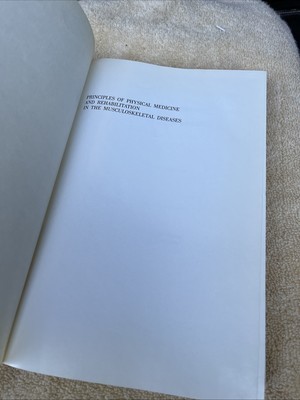 PRINCIPLES OF PHYSICAL MEDICINE
AND REHABILITATION
IN THE MUSCULOSKELETAL DISEASES